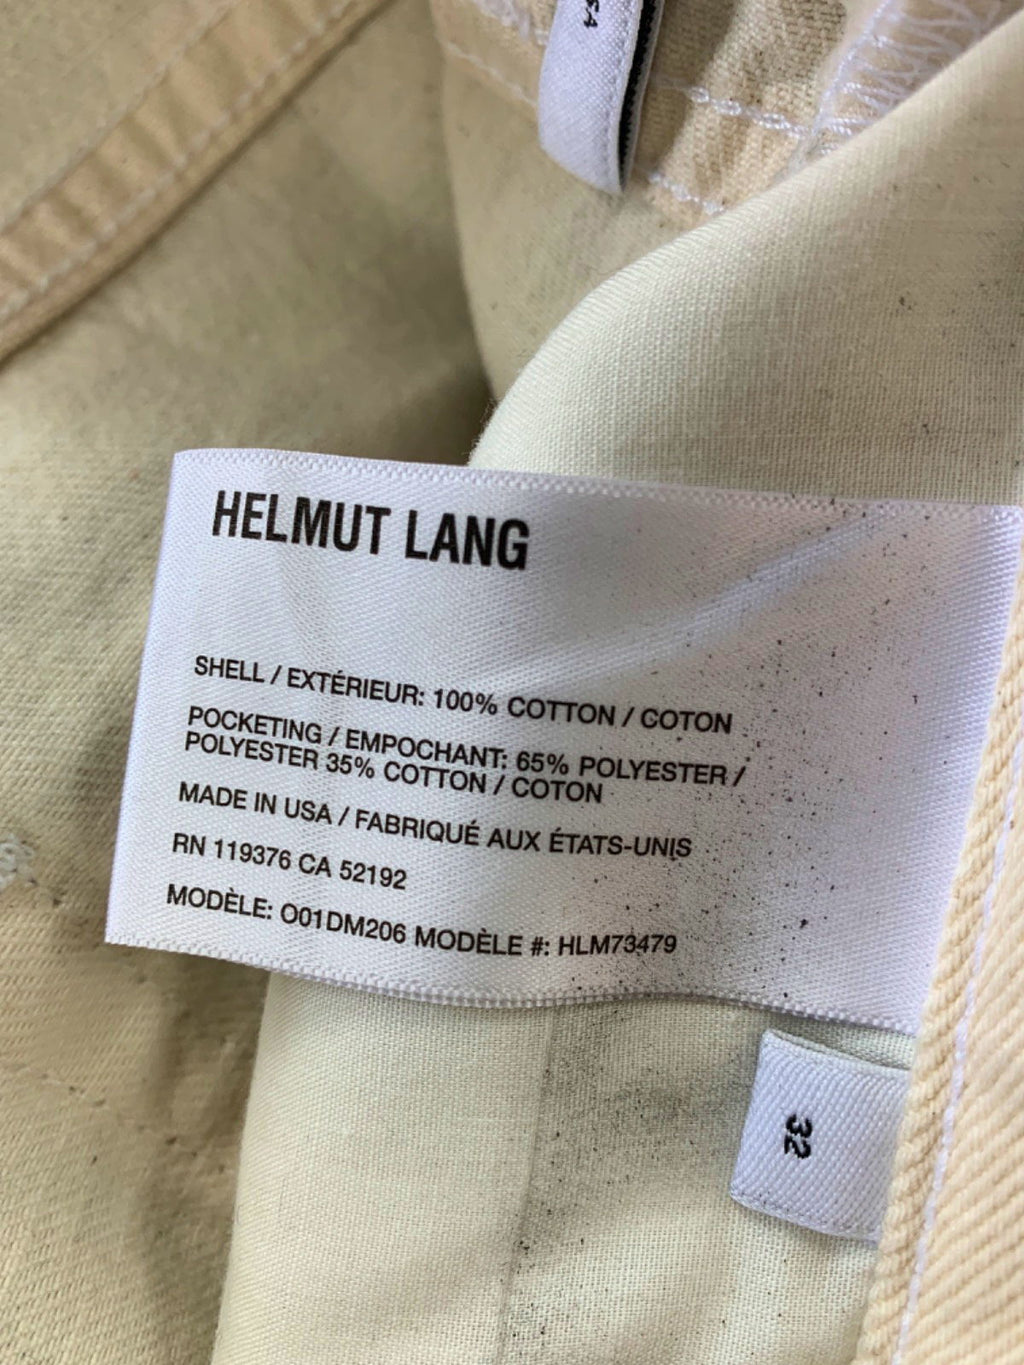 HELMUT LANG
SHELL / EXTÉRIEUR: 100% COTTON / COTON
POCKETING / EMPOCHANT: 65% POLYESTER /
POLYESTER 35% COTTON / COTON
MADE IN USA / FABRIQUÉ AUX ÉTATS-UNIS
RN 119376 CA 52192
MODÈLE: O01DM206 MODÈLE #: HLM73479
32